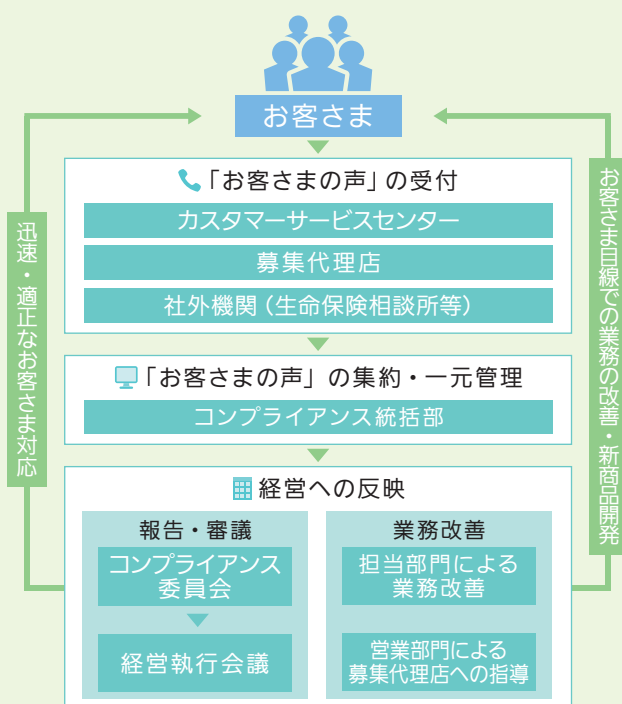 お客さま
「お客さまの声」の受付
カスタマーサービスセンター
募集代理店
社外機関（生命保険相談所等）
「お客さまの声」の集約・一元管理
コンプライアンス統括部
経営への反映
報告・審議
コンプライアンス
委員会
経営執行会議
業務改善
担当部門による
業務改善
営業部門による
募集代理店への指導
迅速・適正なお客さま対応
お客さま目線での業務の改善・新商品開発